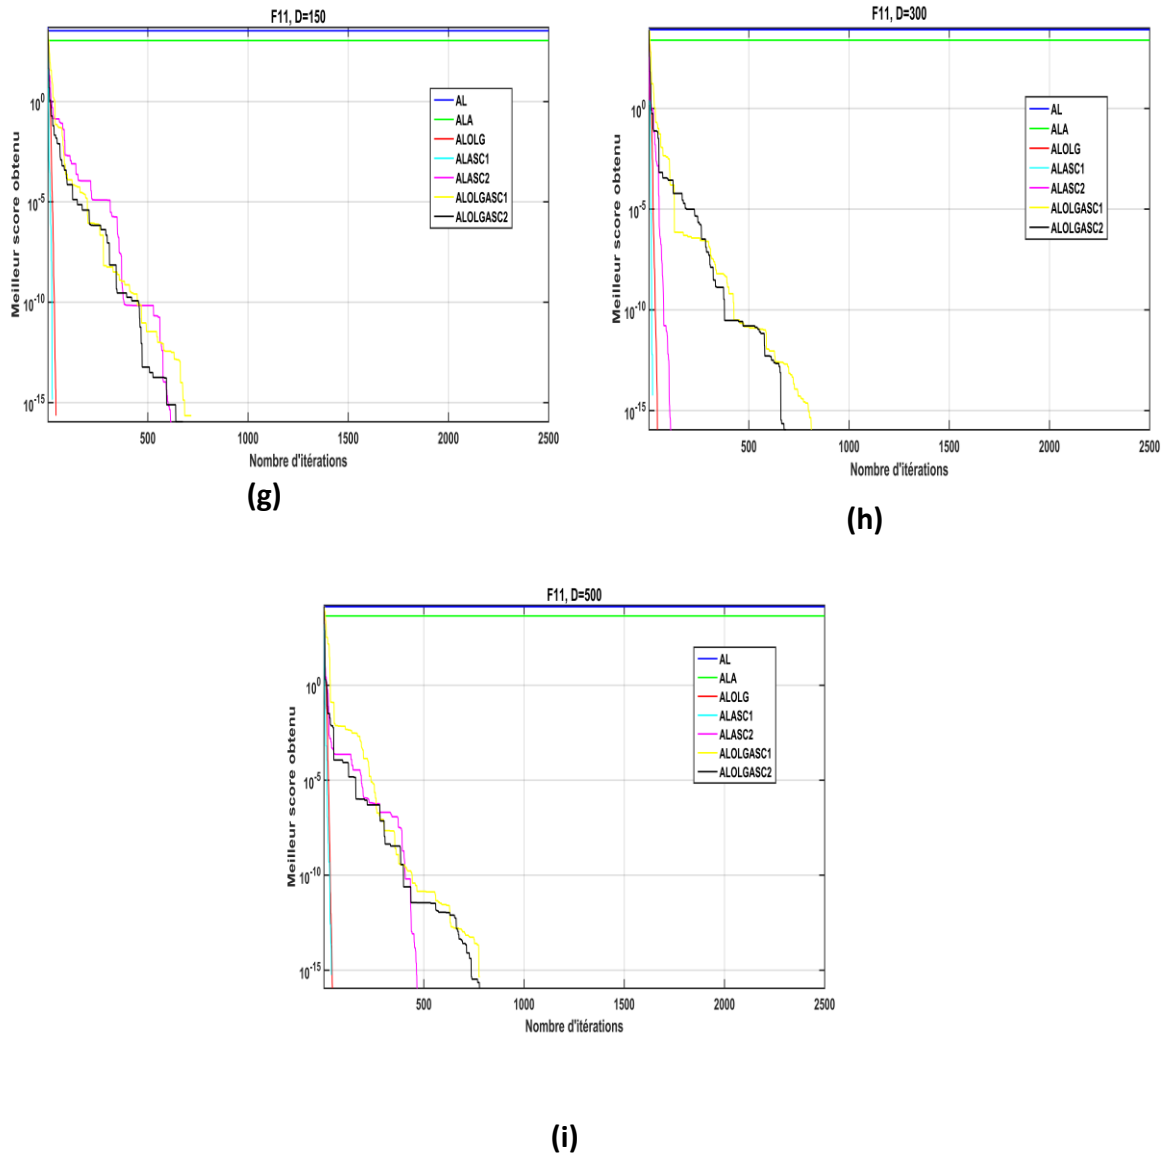 F11, D=150
Meilleur score obtenu
10^0
10^-5
10^-10
10^-15
500 1000 1500 2000 2500
Nombre d'itérations
AL
ALA
ALOLG
ALASC1
ALASC2
ALOLGASC1
ALOLGASC2
(g)
F11, D=300
Meilleur score obtenu
10^0
10^-5
10^-10
10^-15
500 1000 1500 2000 2500
Nombre d'itérations
AL
ALA
ALOLG
ALASC1
ALASC2
ALOLGASC1
ALOLGASC2
(h)
F11, D=500
Meilleur score obtenu
10^0
10^-5
10^-10
10^-15
500 1000 1500 2000 2500
Nombre d'itérations
AL
ALA
ALOLG
ALASC1
ALASC2
ALOLGASC1
ALOLGASC2
(i)